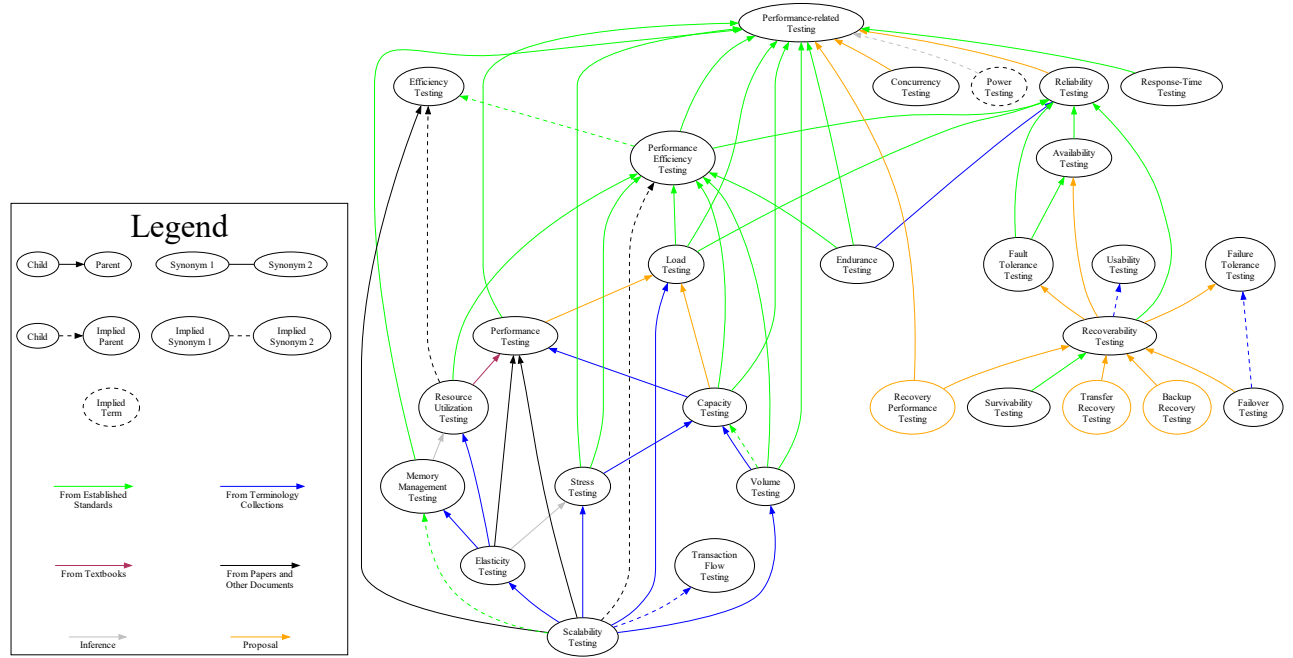 Performance-related
Testing
Efficiency
Testing
Concurrency
Testing
Power
Testing
Reliability
Testing
Response-Time
Testing
Performance
Efficiency
Testing
Availability
Testing
Legend
Child
Parent
Synonym 1
Synonym 2
Child
Implied
Parent
Implied
Synonym 1
Implied
Synonym 2
Implied
Term
From Established
Standards
From Terminology
Collections
From Textbooks
From Papers and
Other Documents
Inference
Proposal
Load
Testing
Endurance
Testing
Fault
Tolerance
Testing
Usability
Testing
Failure
Tolerance
Testing
Performance
Testing
Recoverability
Testing
Resource
Utilization
Testing
Capacity
Testing
Recovery
Performance
Testing
Survivability
Testing
Transfer
Recovery
Testing
Backup
Recovery
Testing
Failover
Testing
Memory
Management
Testing
Stress
Testing
Volume
Testing
Elasticity
Testing
Transaction
Flow
Testing
Scalability
Testing